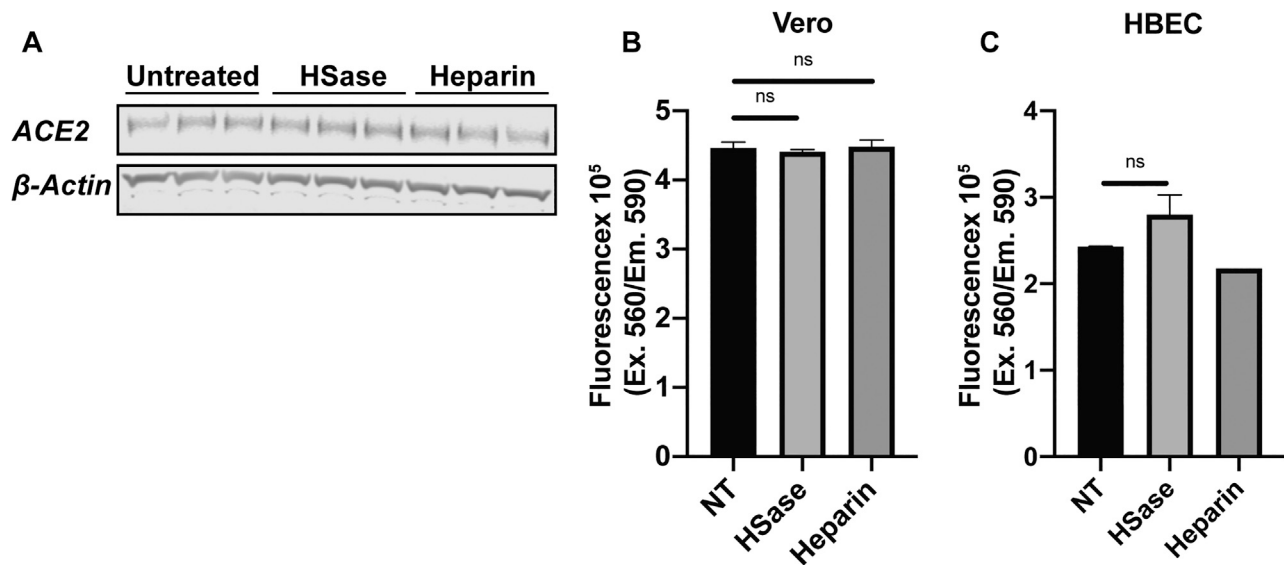 A
Untreated HSase Heparin
ACE2
β-Actin
B
Vero
ns
ns
Fluorescencex 10⁵
(Ex. 560/Em. 590)
5
4
3
2
1
0
NT
HSase
Heparin
C
HBEC
ns
Fluorescencex 10⁵
(Ex. 560/Em. 590)
4
3
2
1
0
NT
HSase
Heparin